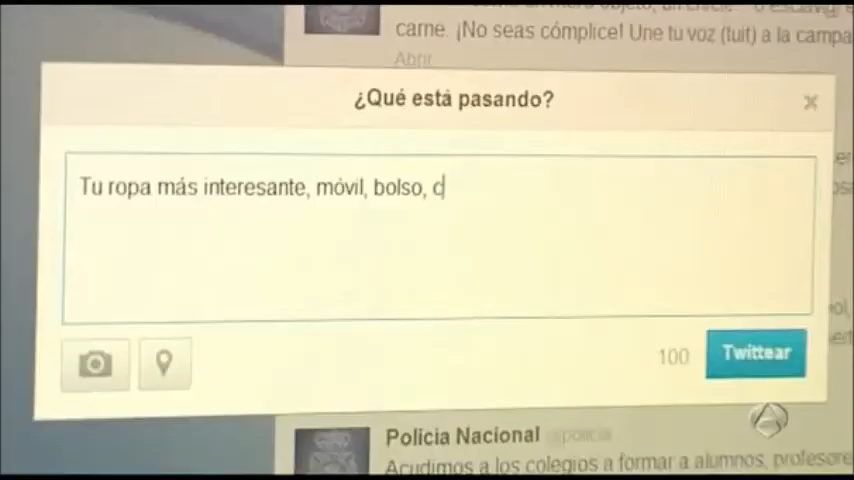 carne. ¡No seas cómplice! Une tu voz (tuit) a la campa
Abrir
¿Qué está pasando?
Tu ropa más interesante, móvil, bolso, c
100
Twittear
Policía Nacional @policia
Acudimos a los colegios a formar a alumnos, profesore